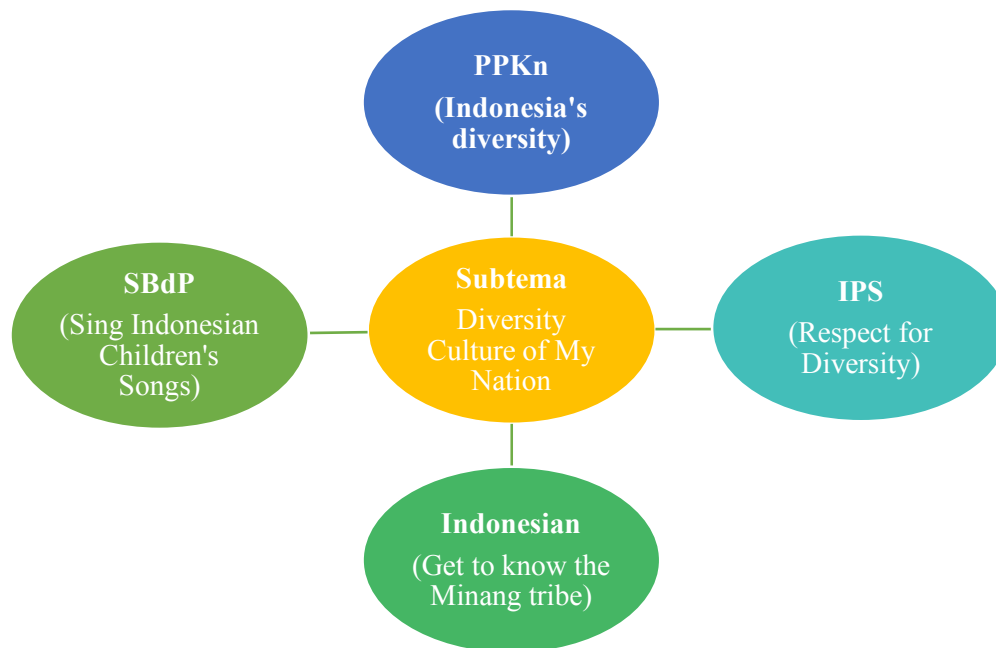 PPKn
(Indonesia's
diversity)
SBdP
(Sing Indonesian
Children's
Songs)
Subtema
Diversity
Culture of My
Nation
IPS
(Respect for
Diversity)
Indonesian
(Get to know the
Minang tribe)